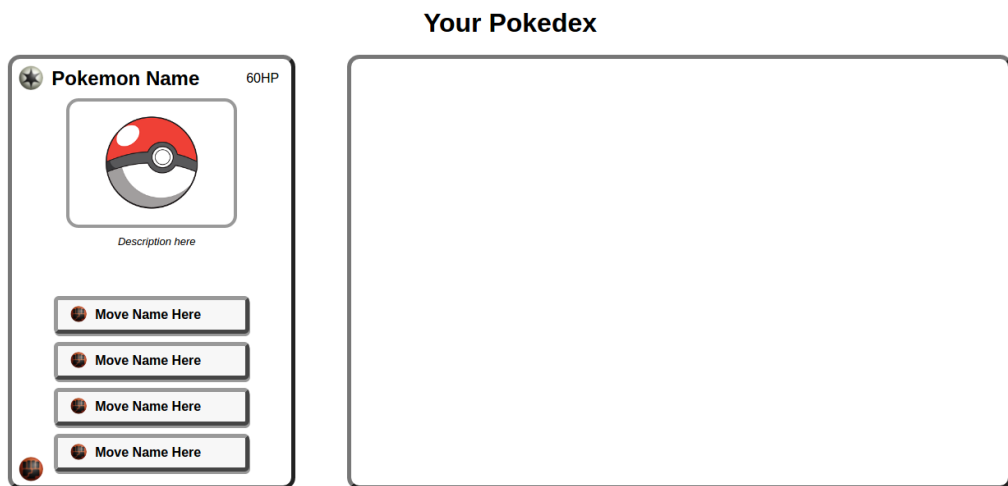 Your Pokedex
Pokemon Name
60HP
Description here
Move Name Here
Move Name Here
Move Name Here
Move Name Here